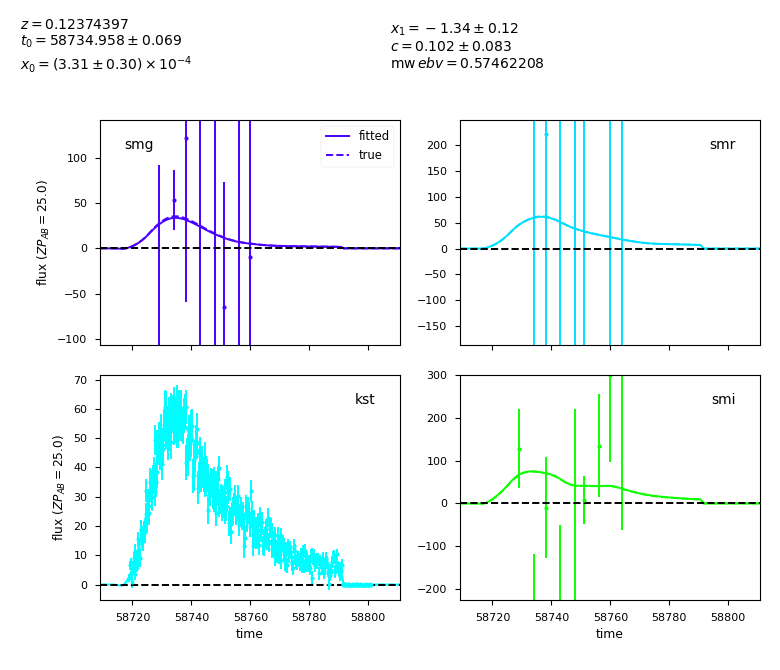 z = 0.12374397
t₀ = 58734.958 ± 0.069
x₀ = (3.31 ± 0.30) × 10⁻⁴
x₁ = −1.34 ± 0.12
c = 0.102 ± 0.083
mw ebv = 0.57462208
smg
fitted
true
100
50
0
−50
−100
flux (ZP_AB = 25.0)
smr
200
150
100
50
0
−50
−100
−150
kst
70
60
50
40
30
20
10
0
flux (ZP_AB = 25.0)
58720 58740 58760 58780 58800
time
smi
300
200
100
0
−100
−200
58720 58740 58760 58780 58800
time